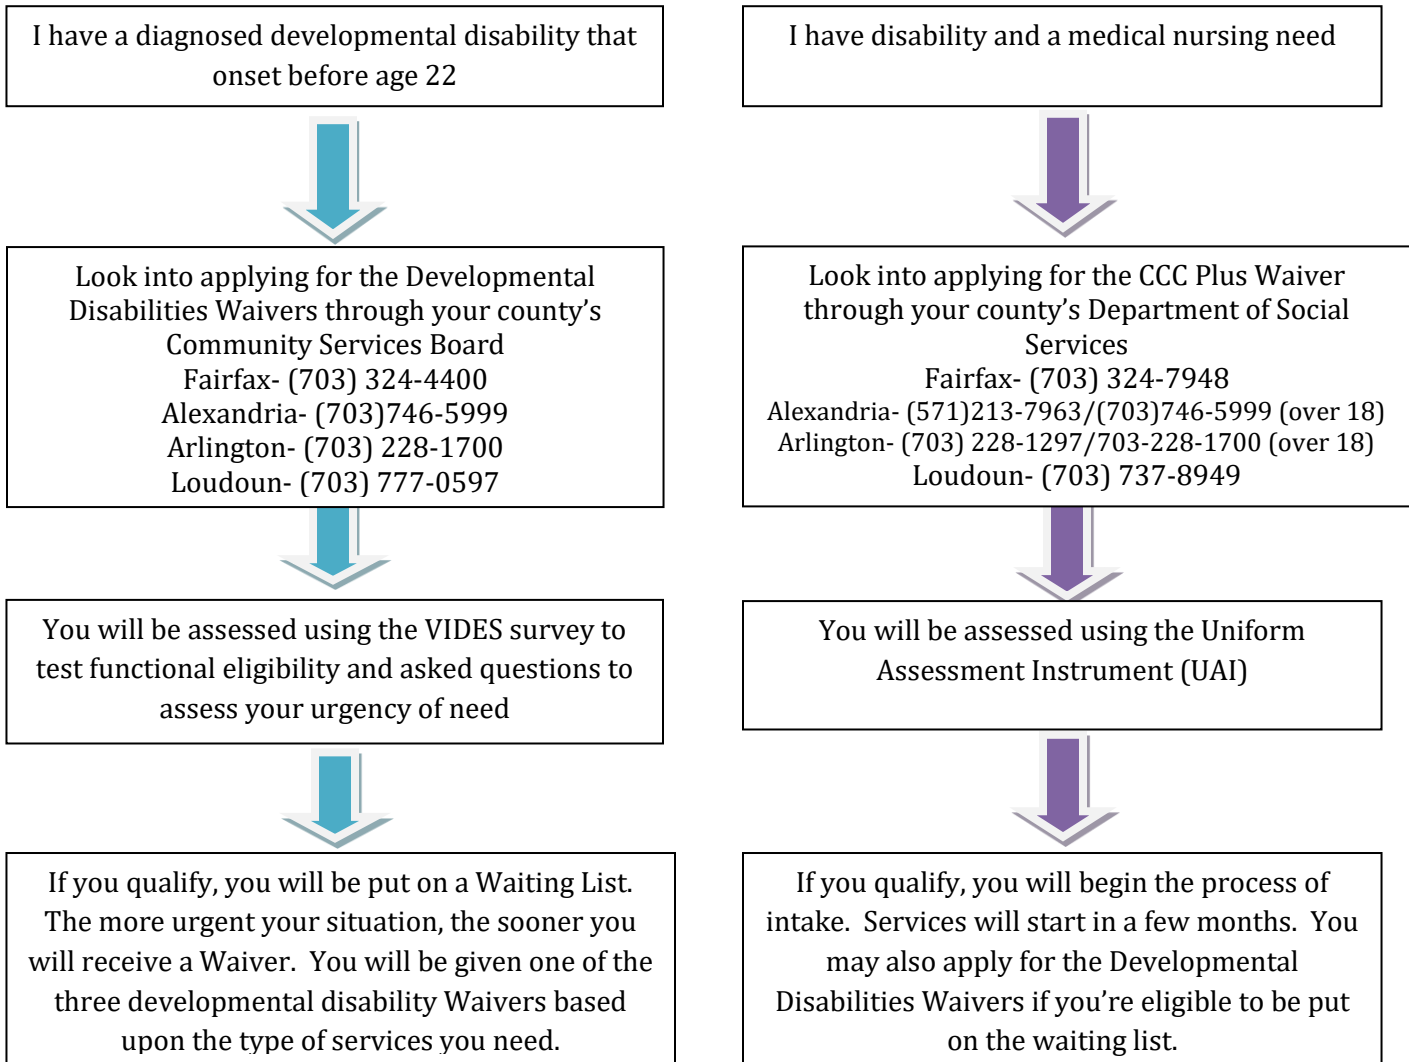 I have a diagnosed developmental disability that
onset before age 22
Look into applying for the Developmental
Disabilities Waivers through your county’s
Community Services Board
Fairfax- (703) 324-4400
Alexandria- (703)746-5999
Arlington- (703) 228-1700
Loudoun- (703) 777-0597
You will be assessed using the VIDES survey to
test functional eligibility and asked questions to
assess your urgency of need
If you qualify, you will be put on a Waiting List.
The more urgent your situation, the sooner you
will receive a Waiver.  You will be given one of the
three developmental disability Waivers based
upon the type of services you need.
I have disability and a medical nursing need
Look into applying for the CCC Plus Waiver
through your county’s Department of Social
Services
Fairfax- (703) 324-7948
Alexandria- (571)213-7963/(703)746-5999 (over 18)
Arlington- (703) 228-1297/703-228-1700 (over 18)
Loudoun- (703) 737-8949
You will be assessed using the Uniform
Assessment Instrument (UAI)
If you qualify, you will begin the process of
intake.  Services will start in a few months.  You
may also apply for the Developmental
Disabilities Waivers if you’re eligible to be put
on the waiting list.